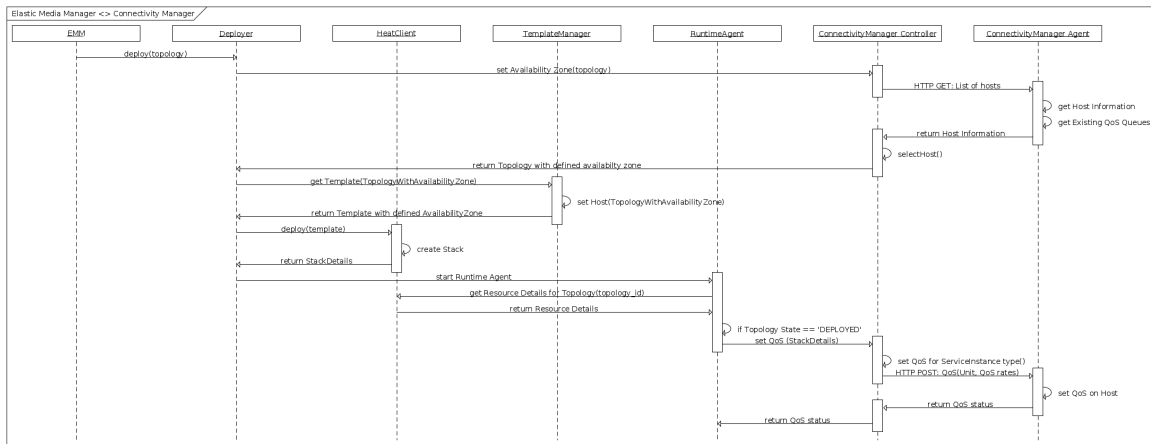 Elastic Media Manager <> Connectivity Manager
EMM
Deployer
HeatClient
TemplateManager
RuntimeAgent
ConnectivityManager Controller
ConnectivityManager Agent
deploy(topology)
set Availability Zone(topology)
HTTP GET: List of hosts
get Host Information
get Existing QoS Queues
return Host Information
selectHost()
return Topology with defined availabilty zone
get Template(TopologyWithAvailabilityZone)
set Host(TopologyWithAvailabilityZone)
return Template with defined AvailabilityZone
deploy(template)
create Stack
return StackDetails
start Runtime Agent
get Resource Details for Topology(topology_id)
return Resource Details
if Topology State == 'DEPLOYED'
set QoS (StackDetails)
set QoS for ServiceInstance type()
HTTP POST: QoS(Unit, QoS rates)
set QoS on Host
return QoS status
return QoS status